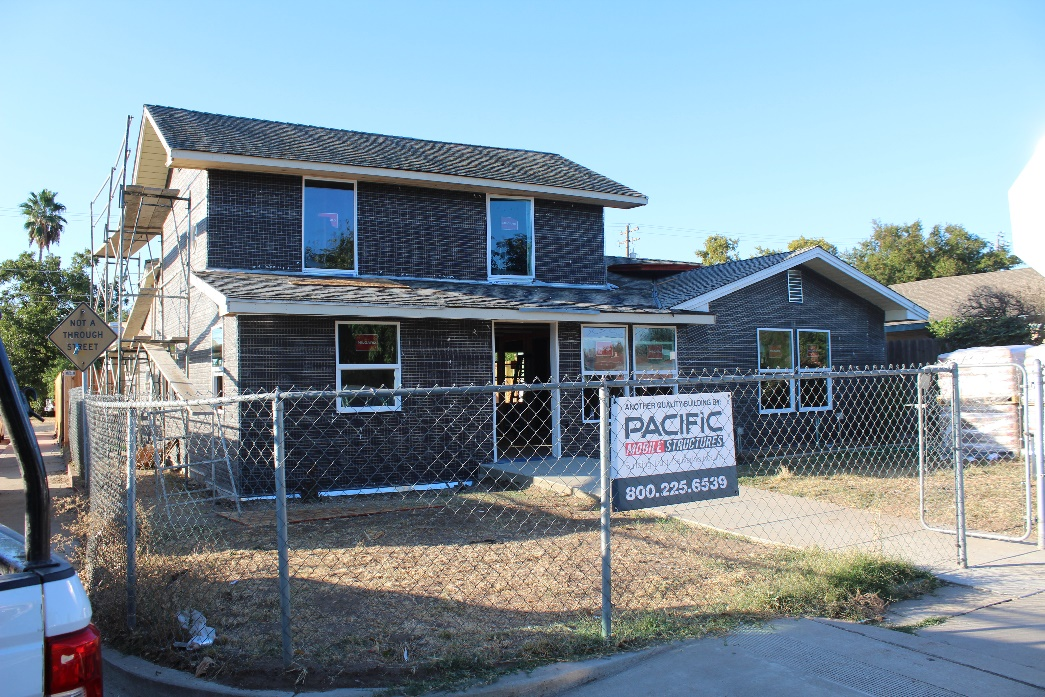 NOT A
THROUGH
STREET
ANOTHER QUALITY BUILDING BY:
PACIFIC
MOBILE STRUCTURES
800.225.6539